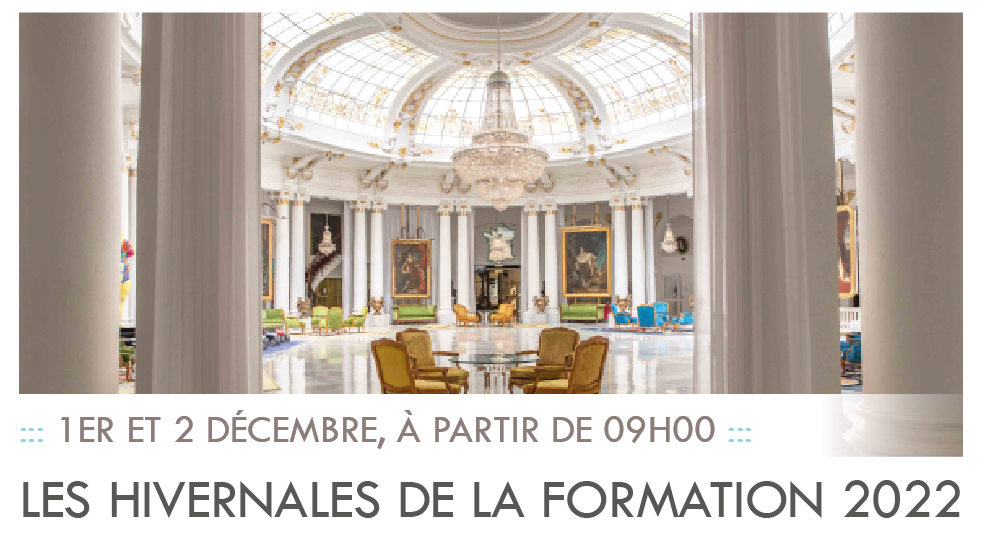 ::: 1ER ET 2 DÉCEMBRE, À PARTIR DE 09H00 :::
LES HIVERNALES DE LA FORMATION 2022